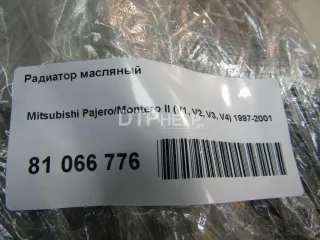 Радиатор масляный
Mitsubishi Pajero/Montero II (V1, V2, V3, V4) 1997-2001
81 066 776